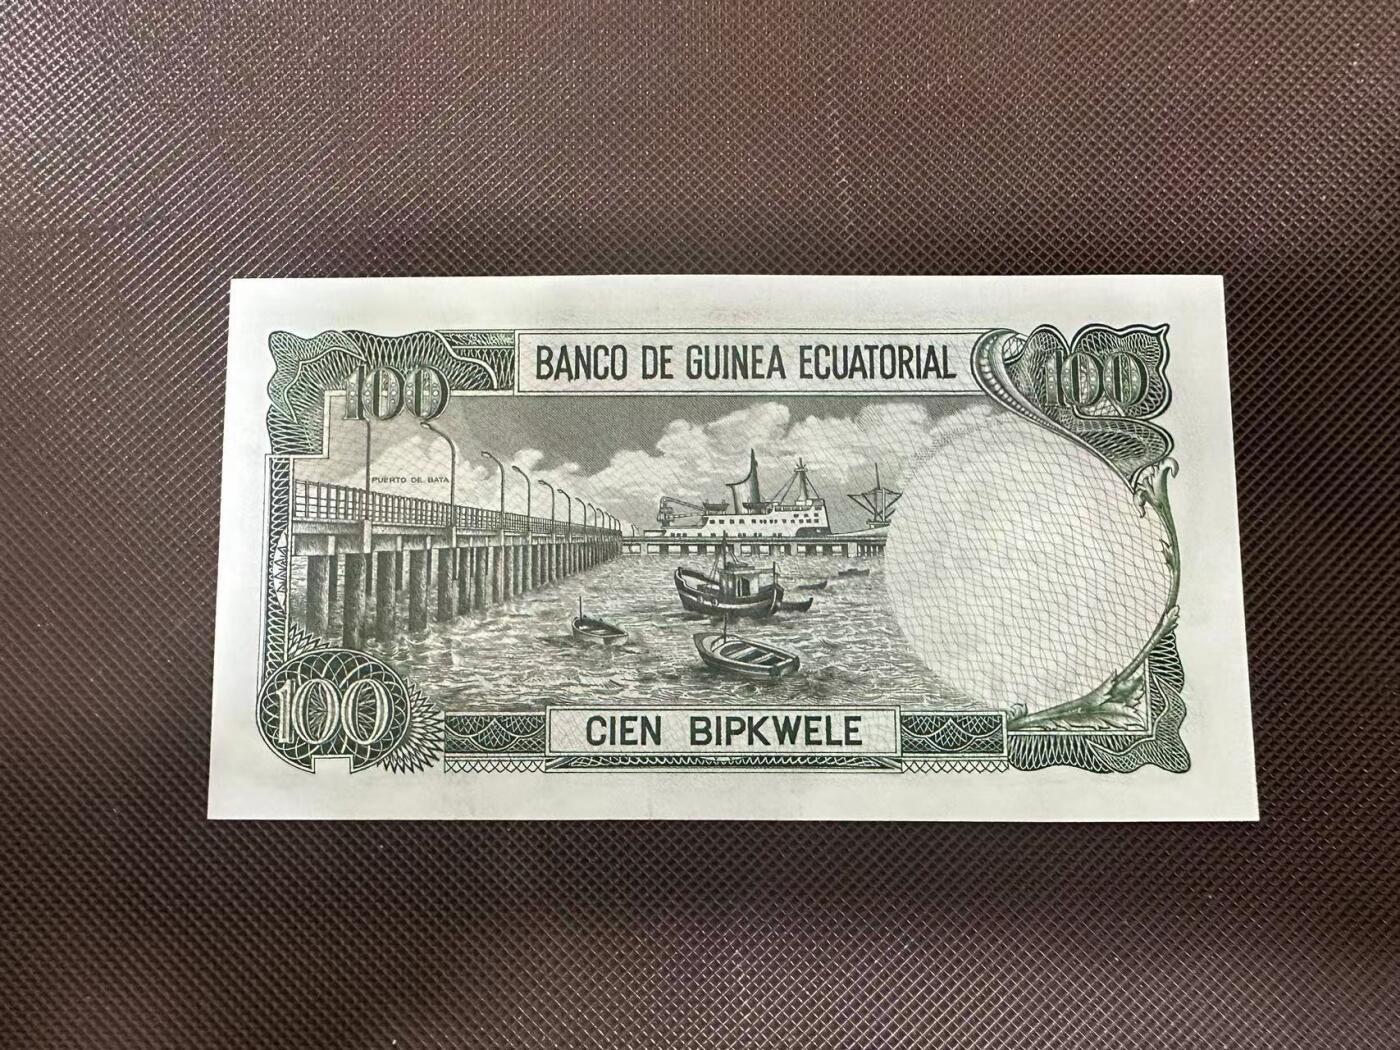 BANCO DE GUINEA ECUATORIAL
100
100
PUERTO DE BATA
100
CIEN BIPKWELE